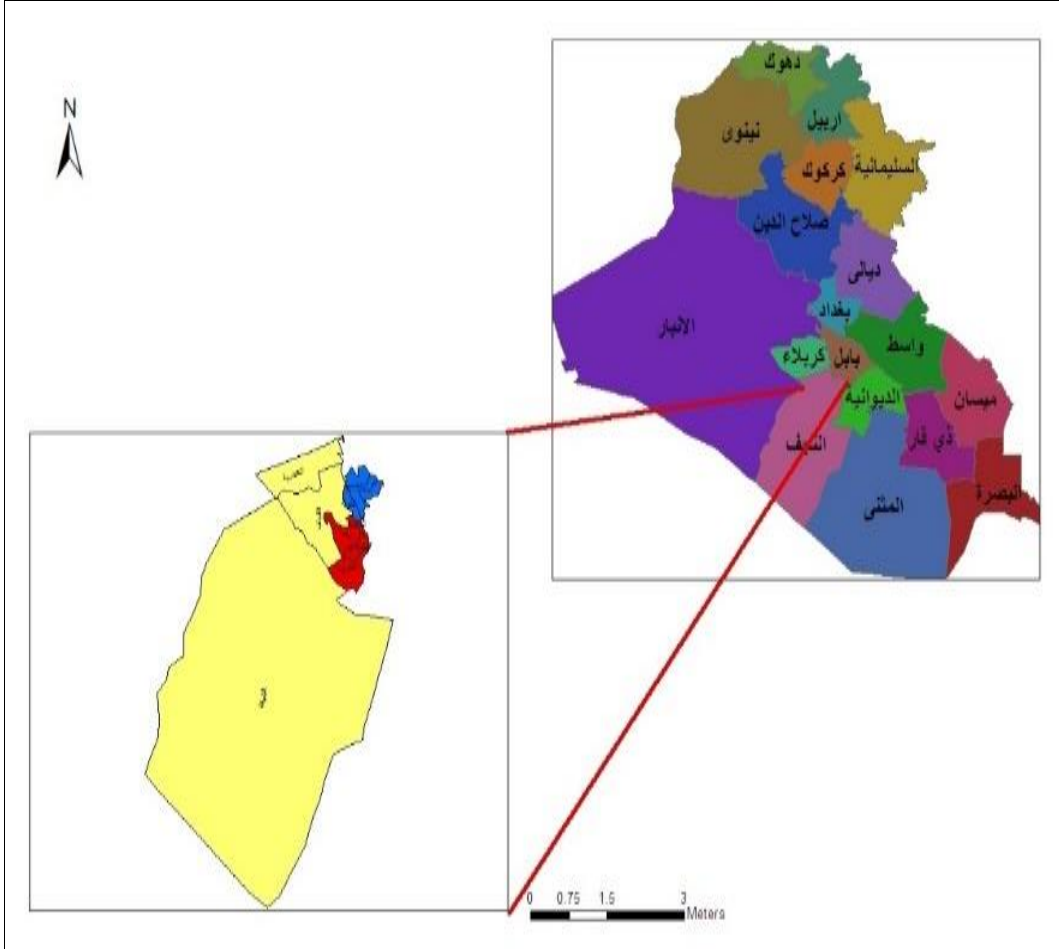 N
دهوك
اربيل
نينوى
كركوك
السليمانية
صلاح الدين
ديالى
بغداد
الانبار
واسط
كربلاء
بابل
الديوانية
ميسان
النجف
ذي قار
المثنى
البصرة
0 0.75 1.5 3
Meters